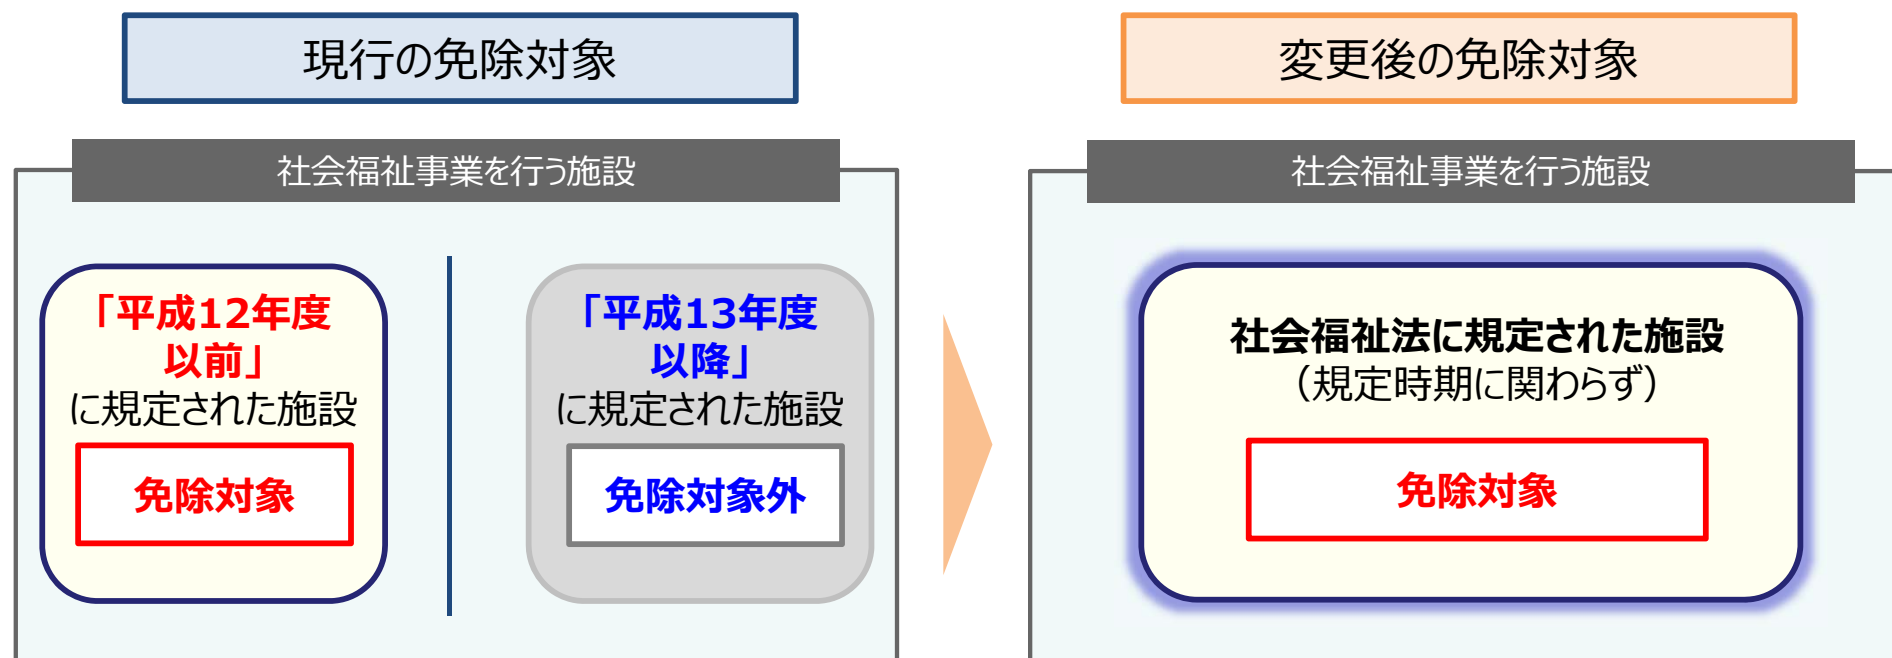 現行の免除対象
社会福祉事業を行う施設
「平成12年度
以前」
に規定された施設
免除対象
「平成13年度
以降」
に規定された施設
免除対象外
変更後の免除対象
社会福祉事業を行う施設
社会福祉法に規定された施設
（規定時期に関わらず）
免除対象